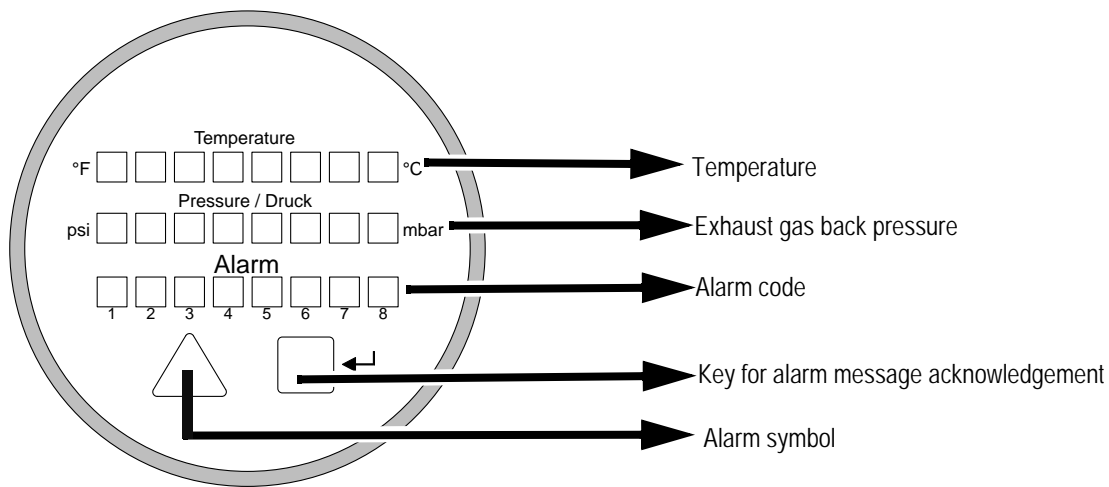 Temperature
°F °C Temperature
Pressure / Druck
psi mbar Exhaust gas back pressure
Alarm
Alarm code
1 2 3 4 5 6 7 8
Key for alarm message acknowledgement
Alarm symbol